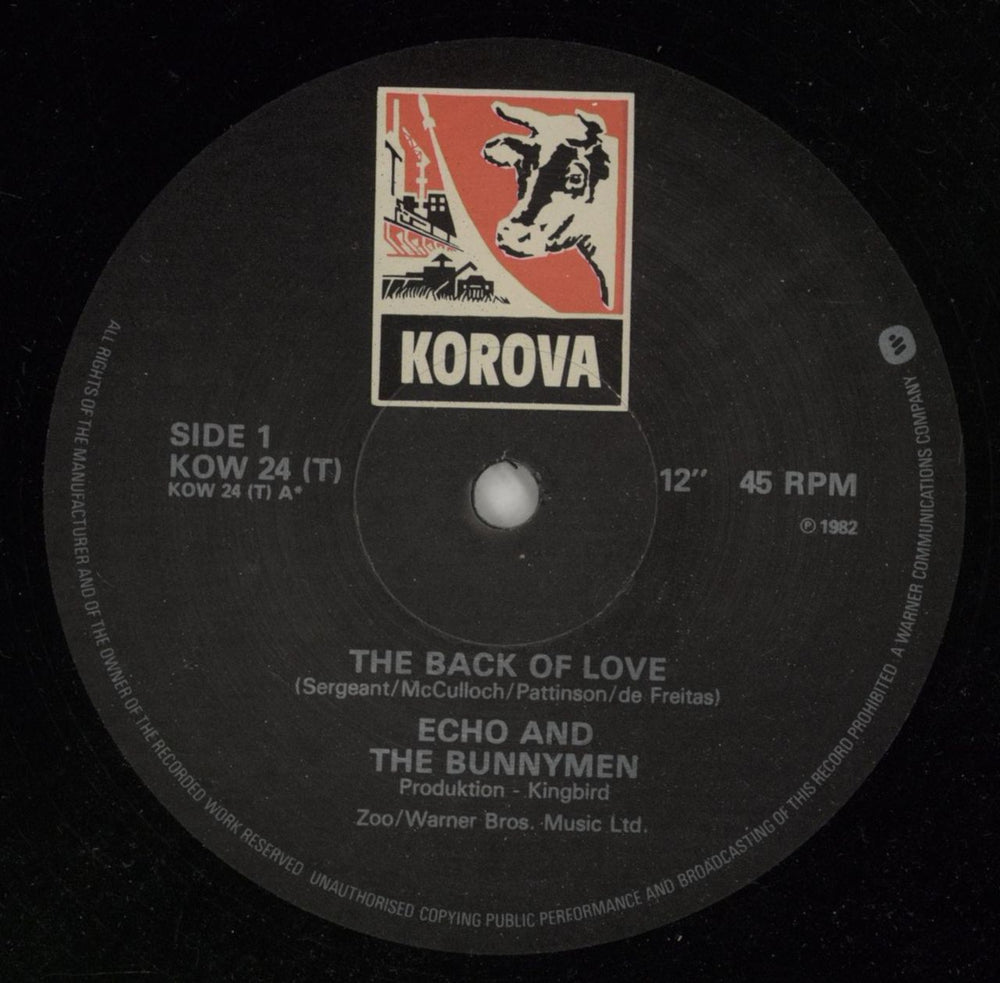 KOROVA
SIDE 1
KOW 24 (T)
KOW 24 (T) A*
12" 45 RPM
℗ 1982
THE BACK OF LOVE
(Sergeant/McCulloch/Pattinson/de Freitas)
ECHO AND
THE BUNNYMEN
Produktion - Kingbird
Zoo/Warner Bros. Music Ltd.
ALL RIGHTS OF THE MANUFACTURER AND OF THE OWNER OF THE RECORDED WORK RESERVED UNAUTHORISED COPYING PUBLIC PERFORMANCE AND BROADCASTING OF THIS RECORD PROHIBITED · A WARNER COMMUNICATIONS COMPANY